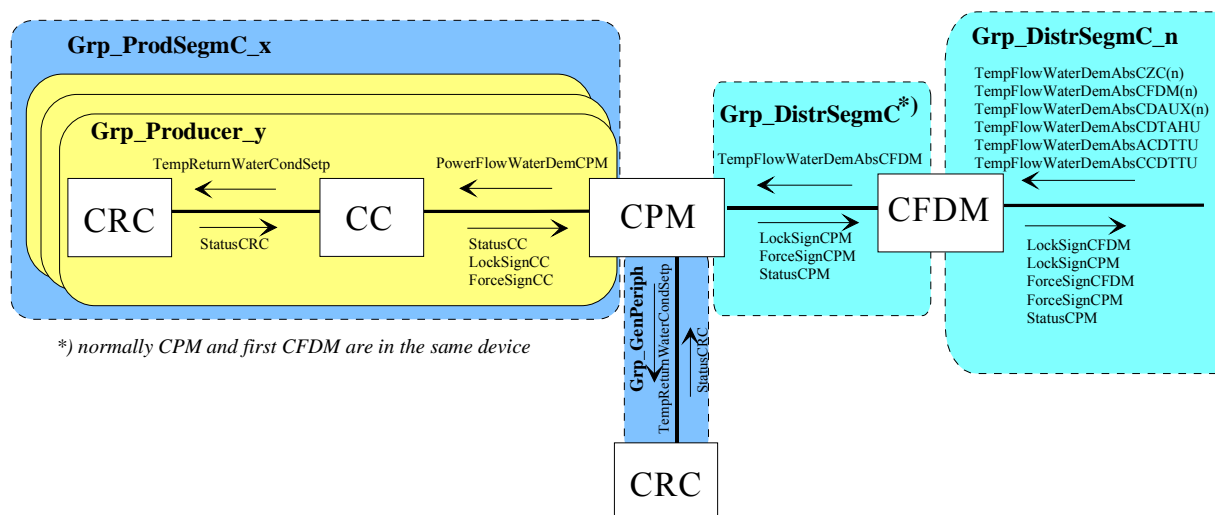 Grp_ProdSegmC_x
Grp_Producer_y
TempReturnWaterCondSetp
CRC
StatusCRC
CC
PowerFlowWaterDemCPM
StatusCC
LockSignCC
ForceSignCC
CPM
Grp_DistrSegmC*)
TempFlowWaterDemAbsCFDM
LockSignCPM
ForceSignCPM
StatusCPM
CFDM
Grp_DistrSegmC_n
TempFlowWaterDemAbsCZC(n)
TempFlowWaterDemAbsCFDM(n)
TempFlowWaterDemAbsCDAUX(n)
TempFlowWaterDemAbsCDTAHU
TempFlowWaterDemAbsACDTTU
TempFlowWaterDemAbsCCDTTU
LockSignCFDM
LockSignCPM
ForceSignCFDM
ForceSignCPM
StatusCPM
Grp_GenPeriph
TempReturnWaterCondSetp
StatusCRC
CRC
*) normally CPM and first CFDM are in the same device